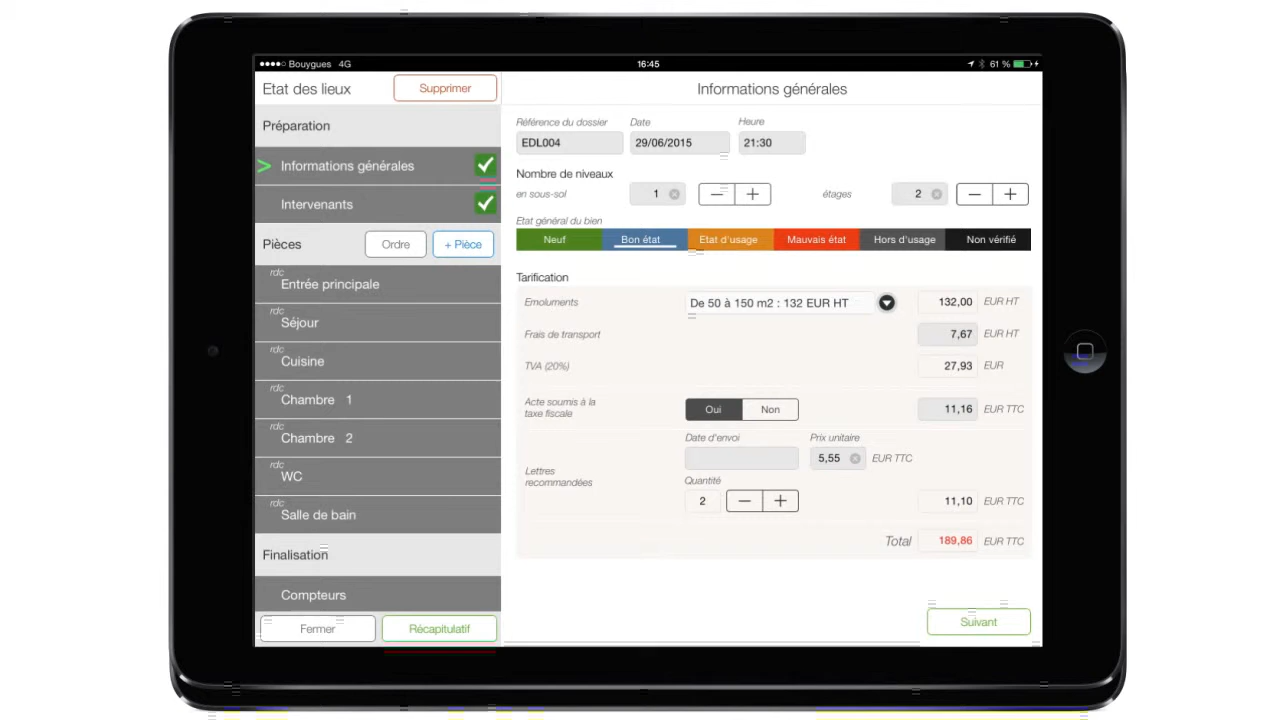 Bouygues 4G 16:45 61 %
Etat des lieux Supprimer
Préparation
> Informations générales
Intervenants
Pièces Ordre + Pièce
rdc
Entrée principale
rdc
Séjour
rdc
Cuisine
rdc
Chambre 1
rdc
Chambre 2
rdc
WC
rdc
Salle de bain
Finalisation
Compteurs
Fermer Récapitulatif
Informations générales
Référence du dossier Date Heure
EDL004 29/06/2015 21:30
Nombre de niveaux
en sous-sol 1 — + étages 2 — +
Etat général du bien
Neuf Bon état Etat d'usage Mauvais état Hors d'usage Non vérifié
Tarification
Emoluments De 50 à 150 m2 : 132 EUR HT 132,00 EUR HT
Frais de transport 7,67 EUR HT
TVA (20%) 27,93 EUR
Acte soumis à la
taxe fiscale Oui Non 11,16 EUR TTC
Date d'envoi Prix unitaire
5,55 EUR TTC
Lettres
recommandées
Quantité
2 — + 11,10 EUR TTC
Total 189,86 EUR TTC
Suivant